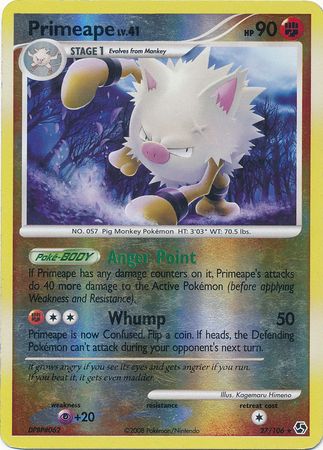 Primeape LV.41
HP 90
STAGE 1 Evolves from Mankey
NO. 057 Pig Monkey Pokémon HT: 3'03" WT: 70.5 lbs.
Poké-BODY Anger Point
If Primeape has any damage counters on it, Primeape's attacks
do 40 more damage to the Active Pokémon (before applying
Weakness and Resistance).
Whump 50
Primeape is now Confused. Flip a coin. If heads, the Defending
Pokémon can't attack during your opponent's next turn.
It grows angry if you see its eyes and gets angrier if you run.
If you beat it, it gets even madder.
Illus. Kagemaru Himeno
weakness resistance retreat cost
+20
DPBP#062 ©2008 Pokémon/Nintendo 27/106